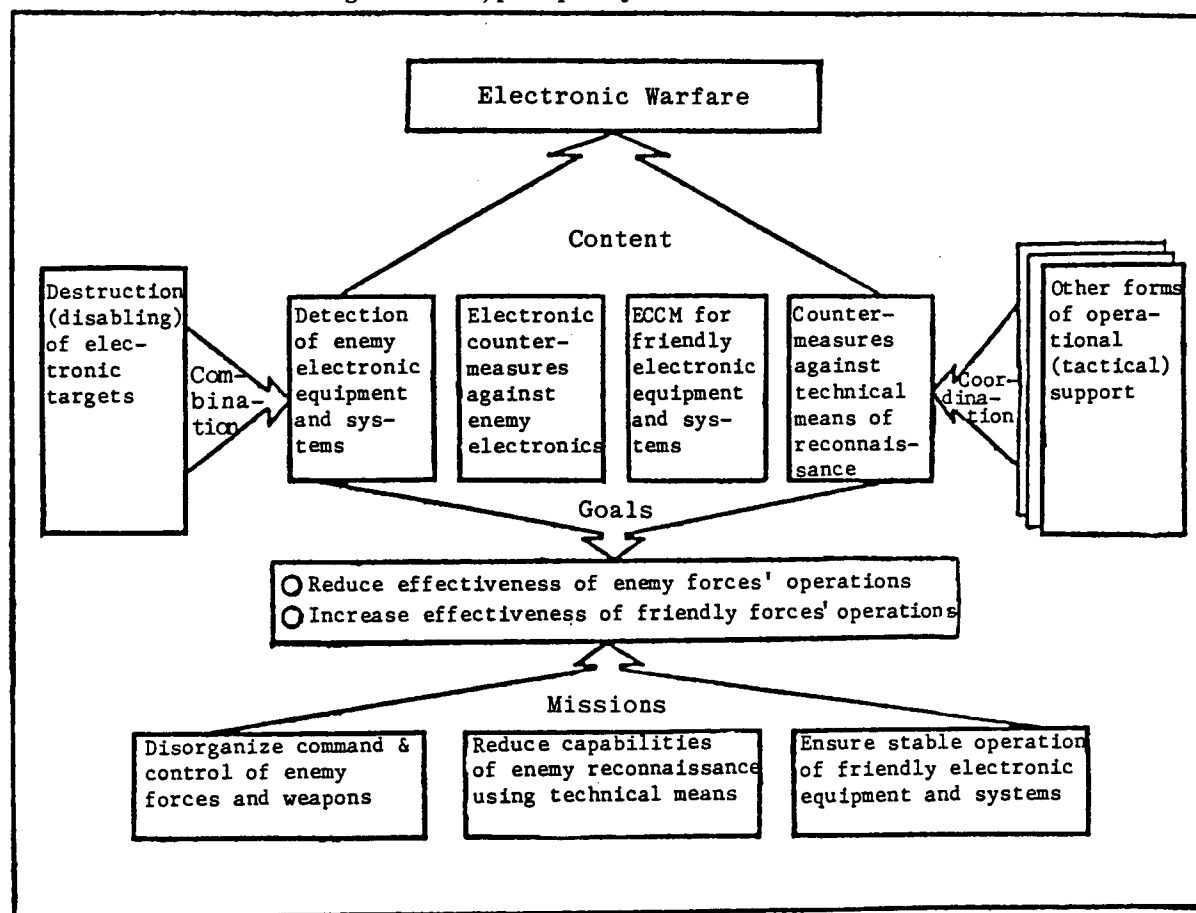 Electronic Warfare
Content
Destruction
(disabling)
of elec-
tronic
targets
Com-
bina-
tion
Detection
of enemy
electronic
equipment
and sys-
tems
Electronic
counter-
measures
against
enemy
electronics
ECCM for
friendly
electronic
equipment
and sys-
tems
Counter-
measures
against
technical
means of
reconnais-
sance
Coor-
dina-
tion
Other forms
of opera-
tional
(tactical)
support
Goals
○ Reduce effectiveness of enemy forces' operations
○ Increase effectiveness of friendly forces' operations
Missions
Disorganize command &
control of enemy
forces and weapons
Reduce capabilities
of enemy reconnaissance
using technical means
Ensure stable operation
of friendly electronic
equipment and systems